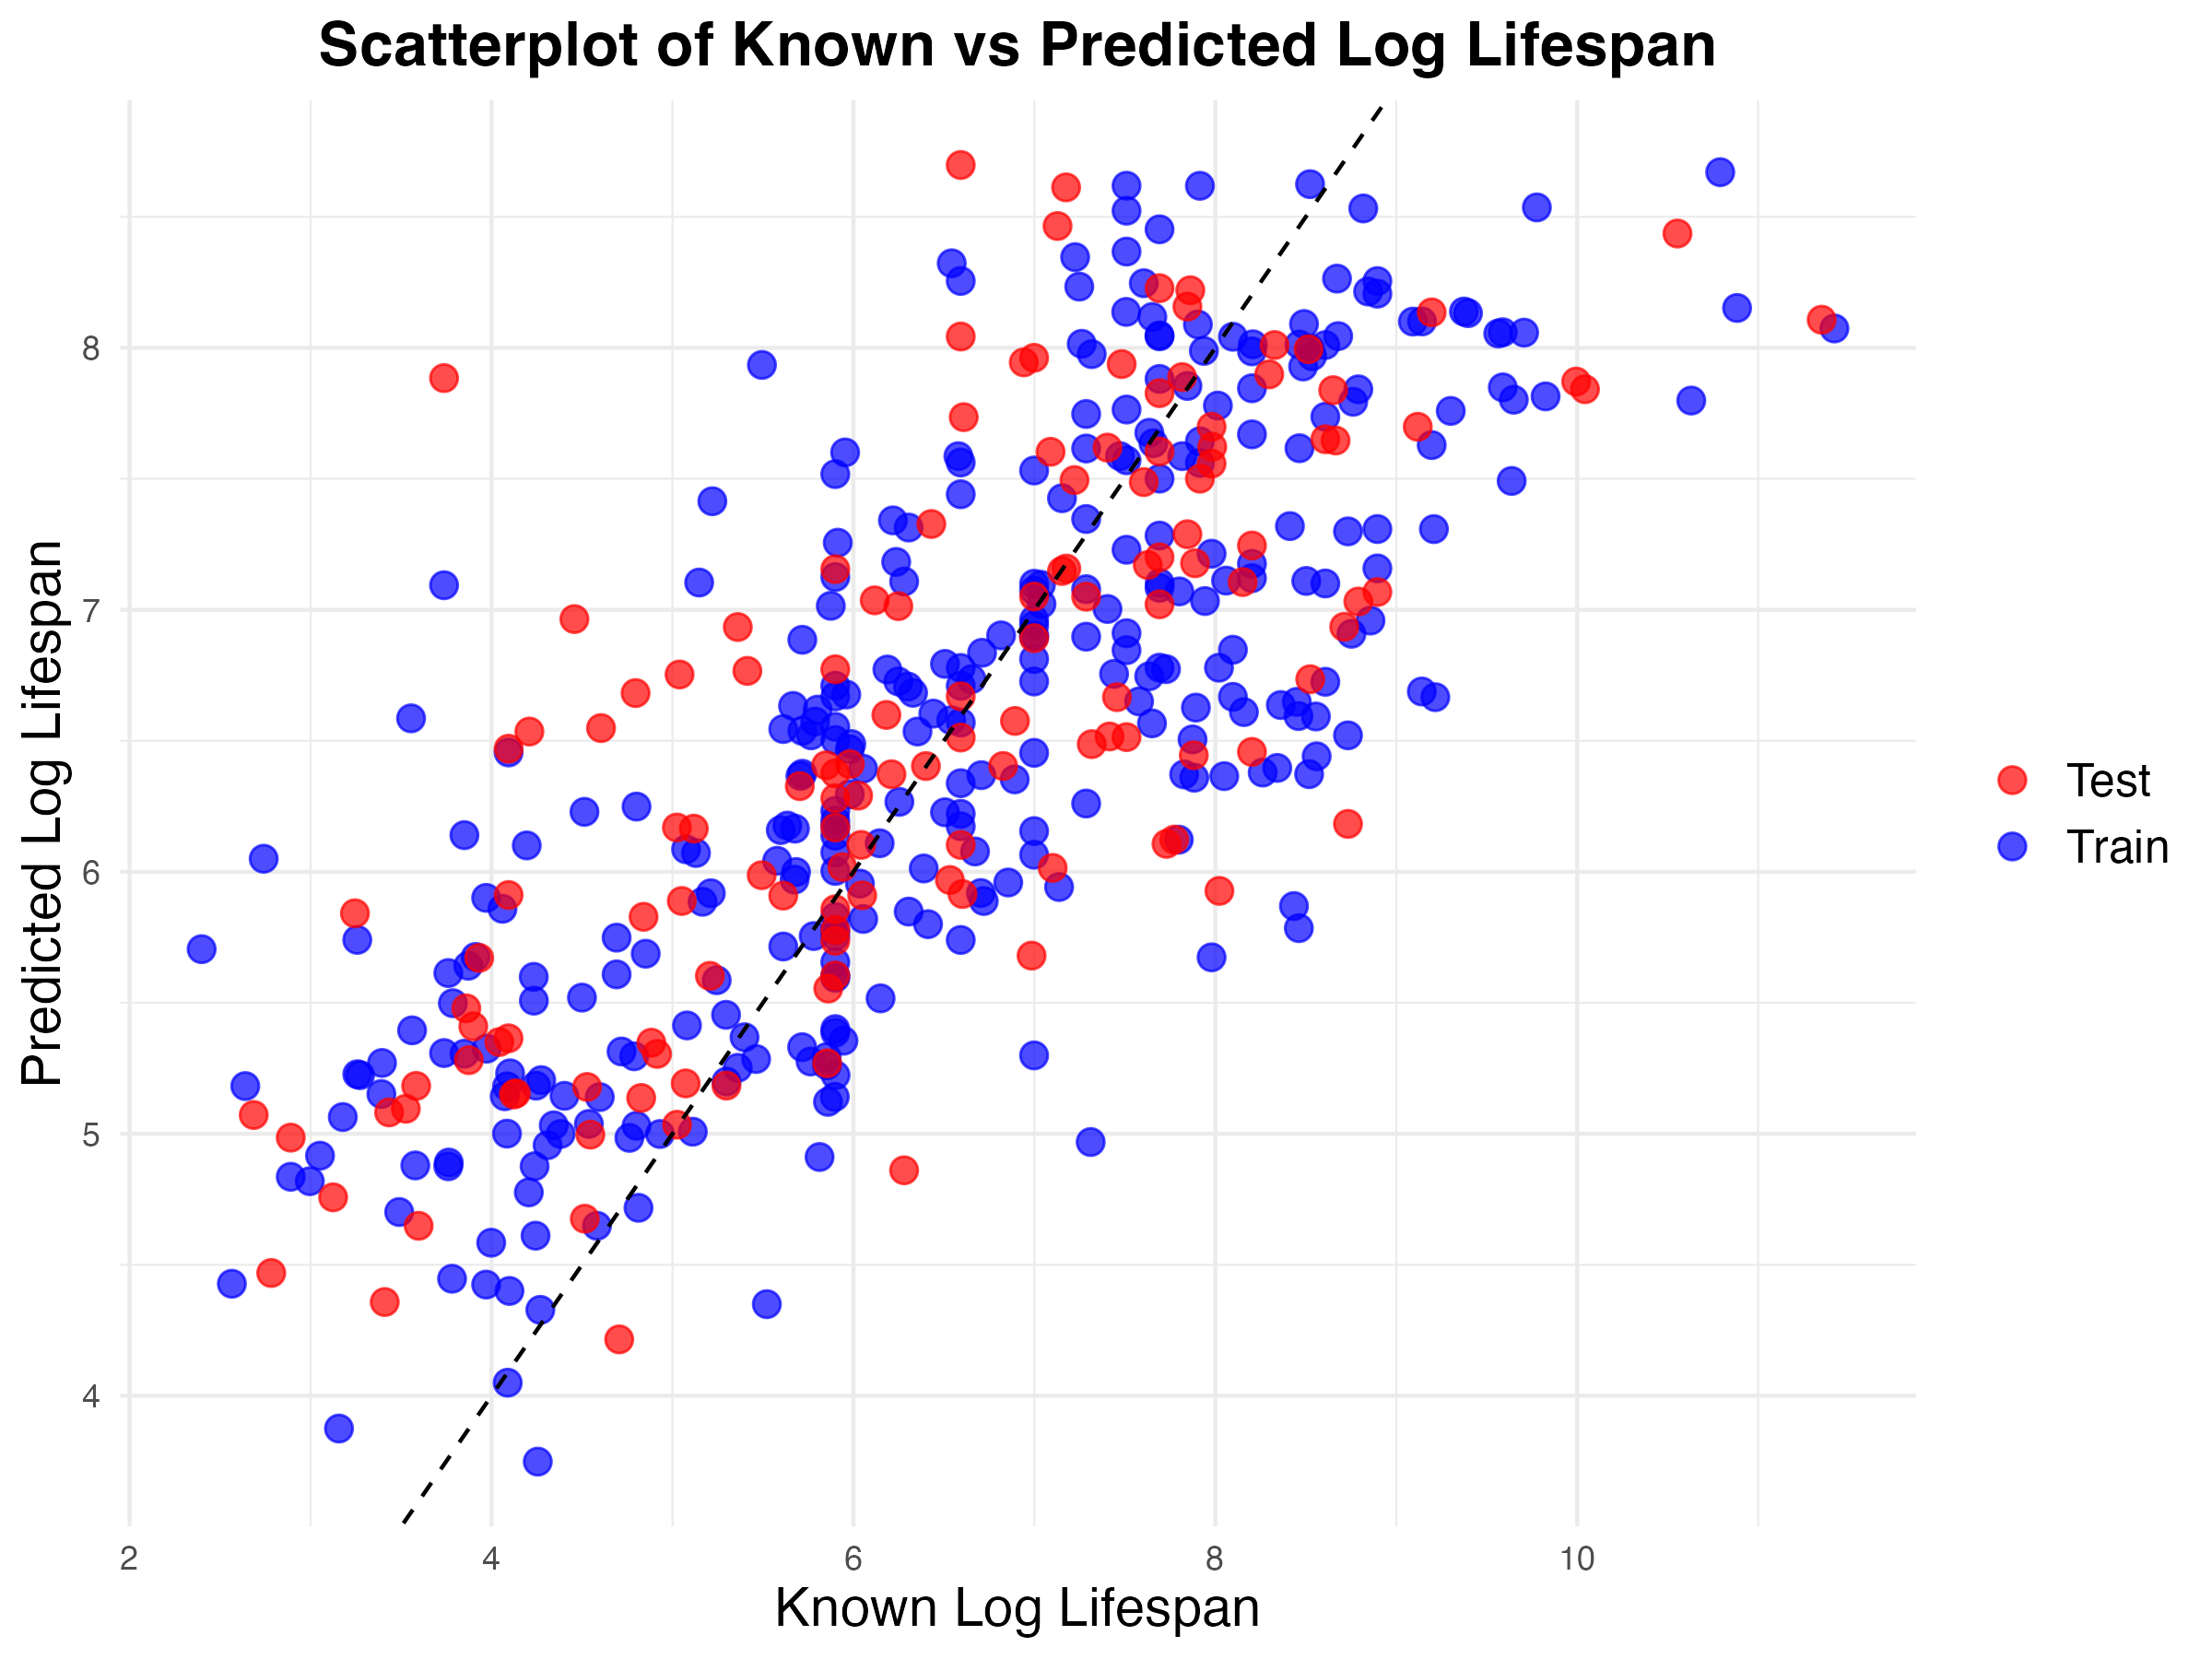 Scatterplot of Known vs Predicted Log Lifespan
Predicted Log Lifespan
8
7
6
5
4
2 4 6 8 10
Known Log Lifespan
Test
Train